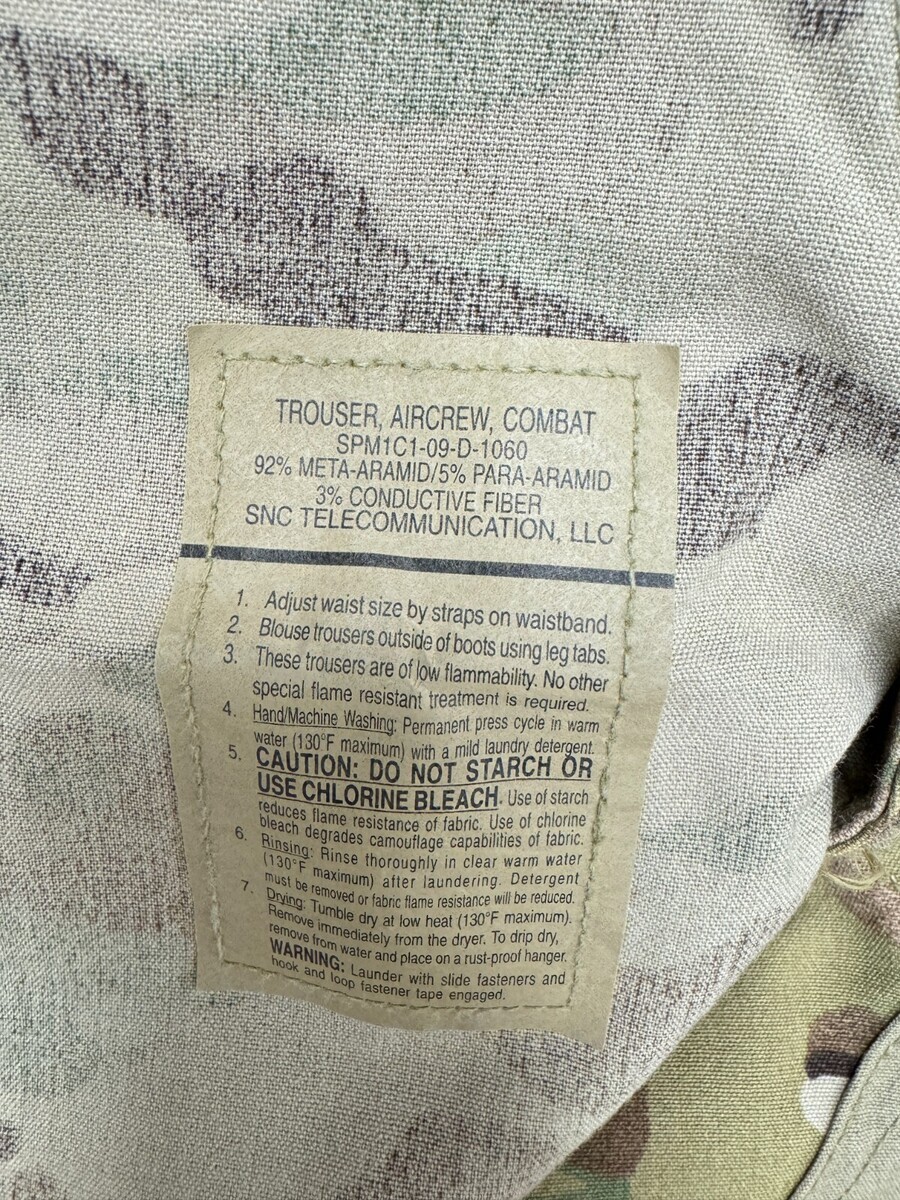 TROUSER, AIRCREW, COMBAT
SPM1C1-09-D-1060
92% META-ARAMID/5% PARA-ARAMID
3% CONDUCTIVE FIBER
SNC TELECOMMUNICATION, LLC
1. Adjust waist size by straps on waistband.
2. Blouse trousers outside of boots using leg tabs.
3. These trousers are of low flammability. No other
special flame resistant treatment is required.
4. Hand/Machine Washing: Permanent press cycle in warm
water (130°F maximum) with a mild laundry detergent.
5. CAUTION: DO NOT STARCH OR
USE CHLORINE BLEACH. Use of starch
reduces flame resistance of fabric. Use of chlorine
bleach degrades camouflage capabilities of fabric.
6. Rinsing: Rinse thoroughly in clear warm water
(130°F maximum) after laundering. Detergent
must be removed or fabric flame resistance will be reduced.
7. Drying: Tumble dry at low heat (130°F maximum).
Remove immediately from the dryer. To drip dry,
remove from water and place on a rust-proof hanger.
WARNING: Launder with slide fasteners and
hook and loop fastener tape engaged.